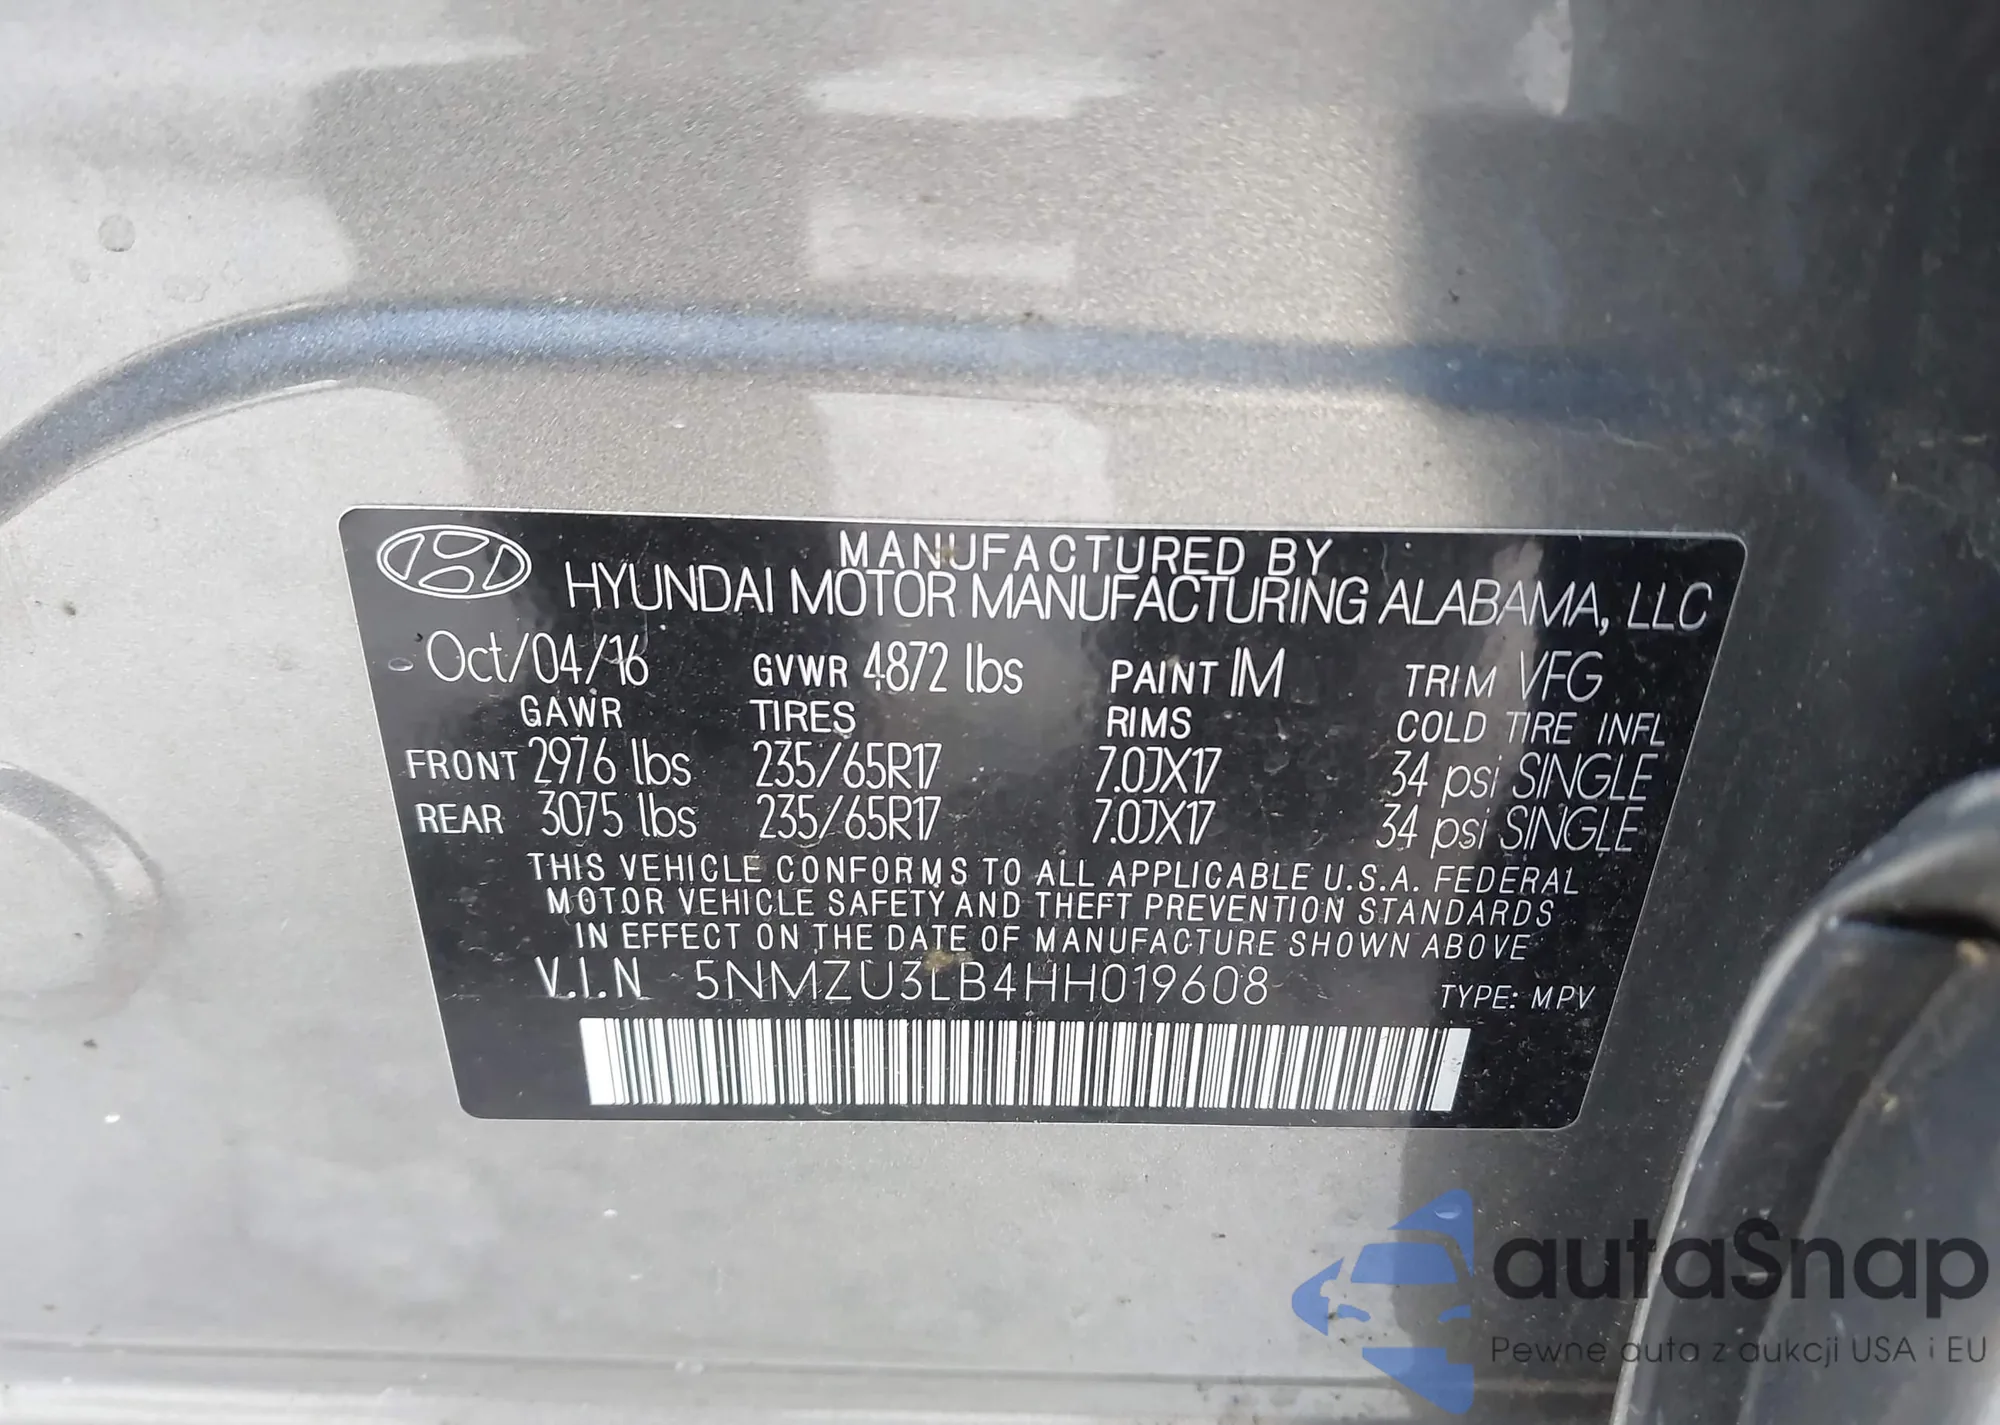 MANUFACTURED BY
HYUNDAI MOTOR MANUFACTURING ALABAMA, LLC
Oct/04/16 GVWR 4872 lbs PAINT IM TRIM VFG
GAWR TIRES RIMS COLD TIRE INFL
FRONT 2976 lbs 235/65R17 7.0JX17 34 psi SINGLE
REAR 3075 lbs 235/65R17 7.0JX17 34 psi SINGLE
THIS VEHICLE CONFORMS TO ALL APPLICABLE U.S.A. FEDERAL
MOTOR VEHICLE SAFETY AND THEFT PREVENTION STANDARDS
IN EFFECT ON THE DATE OF MANUFACTURE SHOWN ABOVE
V.I.N 5NMZU3LB4HH019608 TYPE: MPV
autaSnap
Pewne auta z aukcji USA i EU